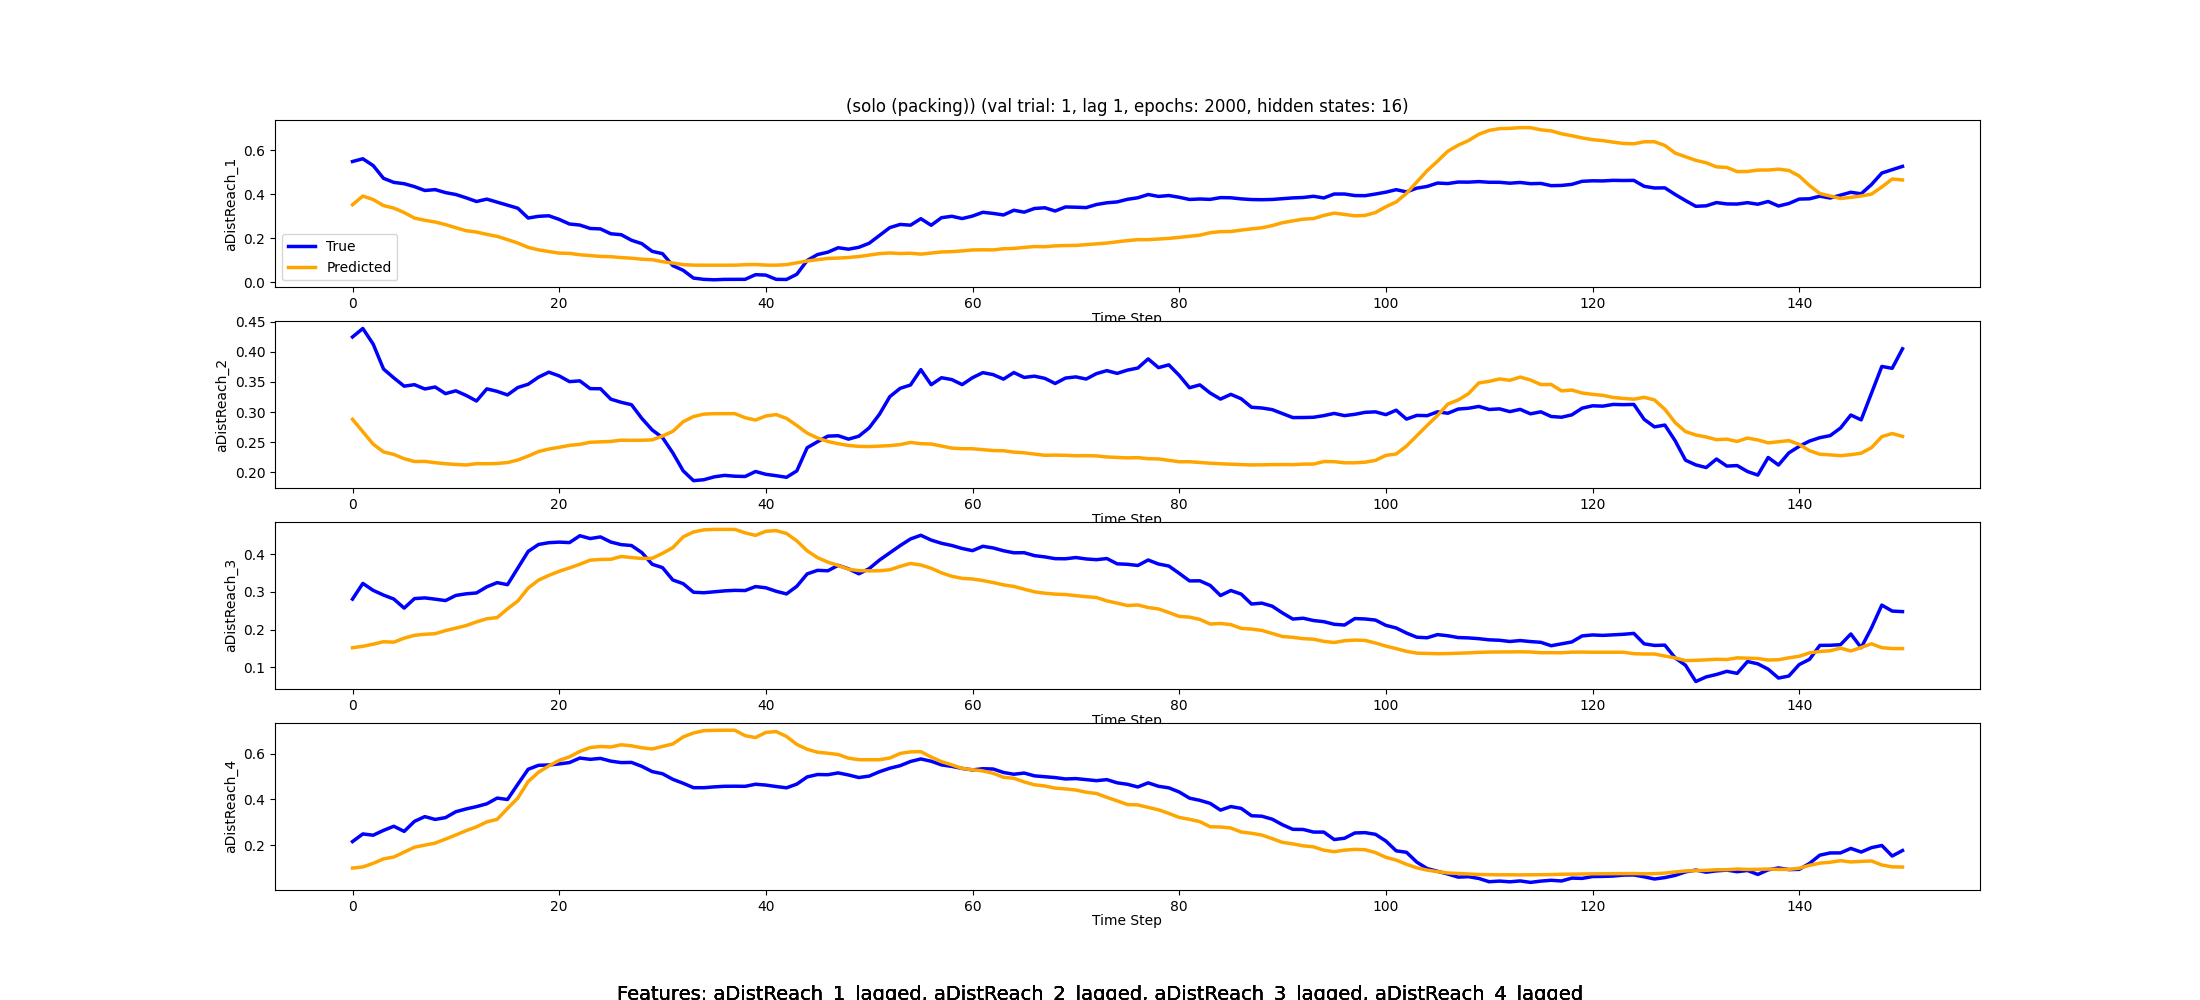 (solo (packing)) (val trial: 1, lag 1, epochs: 2000, hidden states: 16)
aDistReach_1
0.6
0.4
0.2
0.0
True
Predicted
0 20 40 60 80 100 120 140
Time Step
aDistReach_2
0.45
0.40
0.35
0.30
0.25
0.20
0 20 40 60 80 100 120 140
Time Step
aDistReach_3
0.4
0.3
0.2
0.1
0 20 40 60 80 100 120 140
Time Step
aDistReach_4
0.6
0.4
0.2
0 20 40 60 80 100 120 140
Time Step
Features: aDistReach_1_lagged, aDistReach_2_lagged, aDistReach_3_lagged, aDistReach_4_lagged